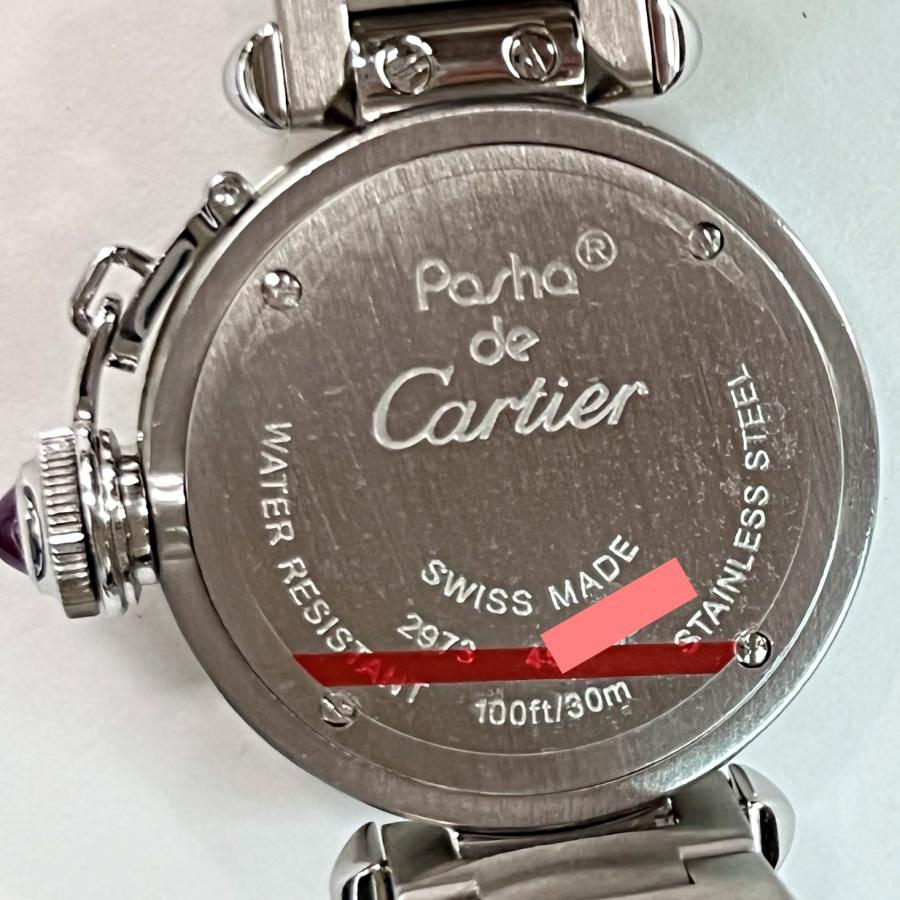 Pasha®
de
Cartier
WATER RESISTANT
SWISS MADE
STAINLESS STEEL
2973
100ft/30m